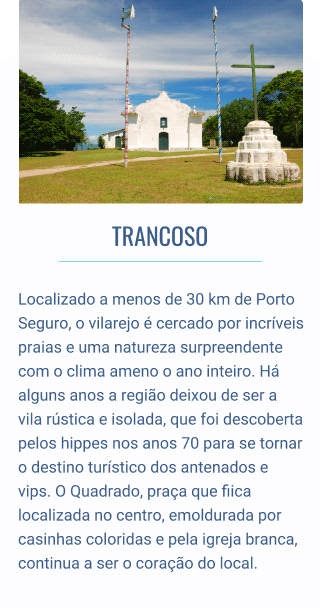 TRANCOSO
Localizado a menos de 30 km de Porto
Seguro, o vilarejo é cercado por incríveis
praias e uma natureza surpreendente
com o clima ameno o ano inteiro. Há
alguns anos a região deixou de ser a
vila rústica e isolada, que foi descoberta
pelos hippes nos anos 70 para se tornar
o destino turístico dos antenados e
vips. O Quadrado, praça que fiica
localizada no centro, emoldurada por
casinhas coloridas e pela igreja branca,
continua a ser o coração do local.